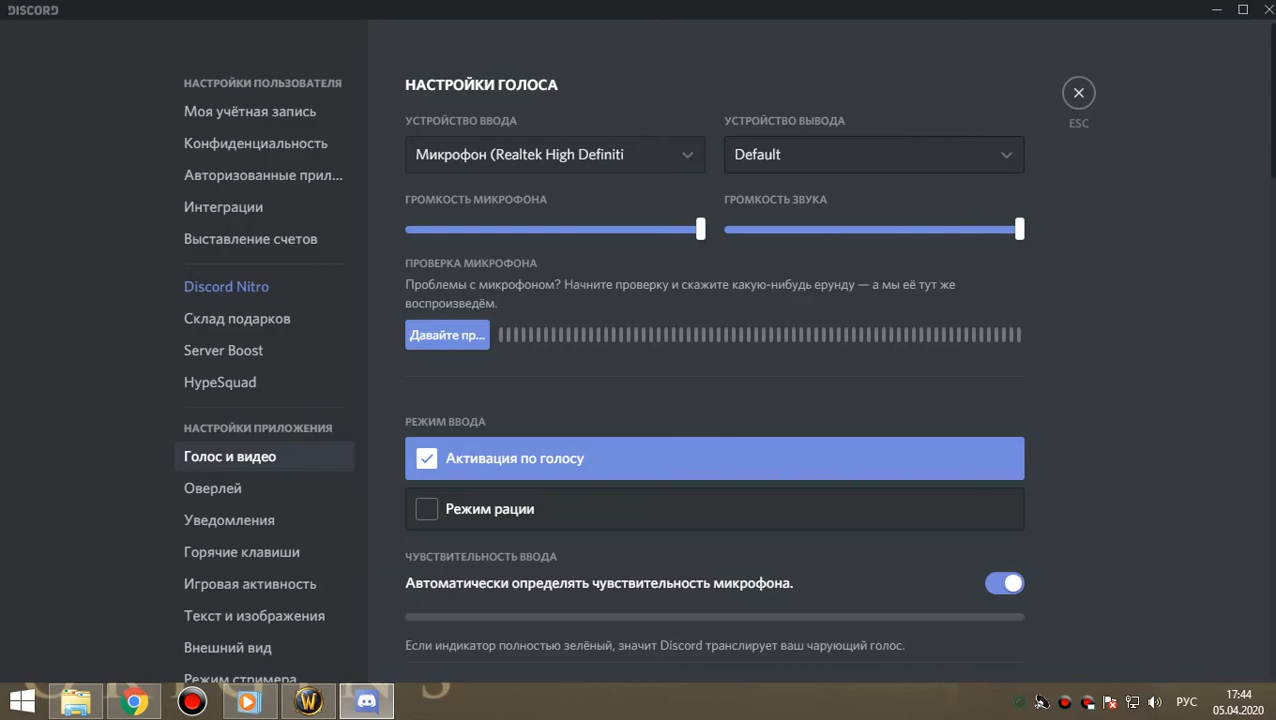 DISCORD
НАСТРОЙКИ ПОЛЬЗОВАТЕЛЯ
Моя учётная запись
Конфиденциальность
Авторизованные прил...
Интеграции
Выставление счетов
Discord Nitro
Склад подарков
Server Boost
HypeSquad
НАСТРОЙКИ ПРИЛОЖЕНИЯ
Голос и видео
Оверлей
Уведомления
Горячие клавиши
Игровая активность
Текст и изображения
Внешний вид
Режим стримера
НАСТРОЙКИ ГОЛОСА
УСТРОЙСТВО ВВОДА
Микрофон (Realtek High Definiti
УСТРОЙСТВО ВЫВОДА
Default
ГРОМКОСТЬ МИКРОФОНА
ГРОМКОСТЬ ЗВУКА
ПРОВЕРКА МИКРОФОНА
Проблемы с микрофоном? Начните проверку и скажите какую-нибудь ерунду — а мы её тут же
воспроизведём.
Давайте пр...
РЕЖИМ ВВОДА
Активация по голосу
Режим рации
ЧУВСТВИТЕЛЬНОСТЬ ВВОДА
Автоматически определять чувствительность микрофона.
Если индикатор полностью зелёный, значит Discord транслирует ваш чарующий голос.
ESC
РУС
17:44
05.04.2020